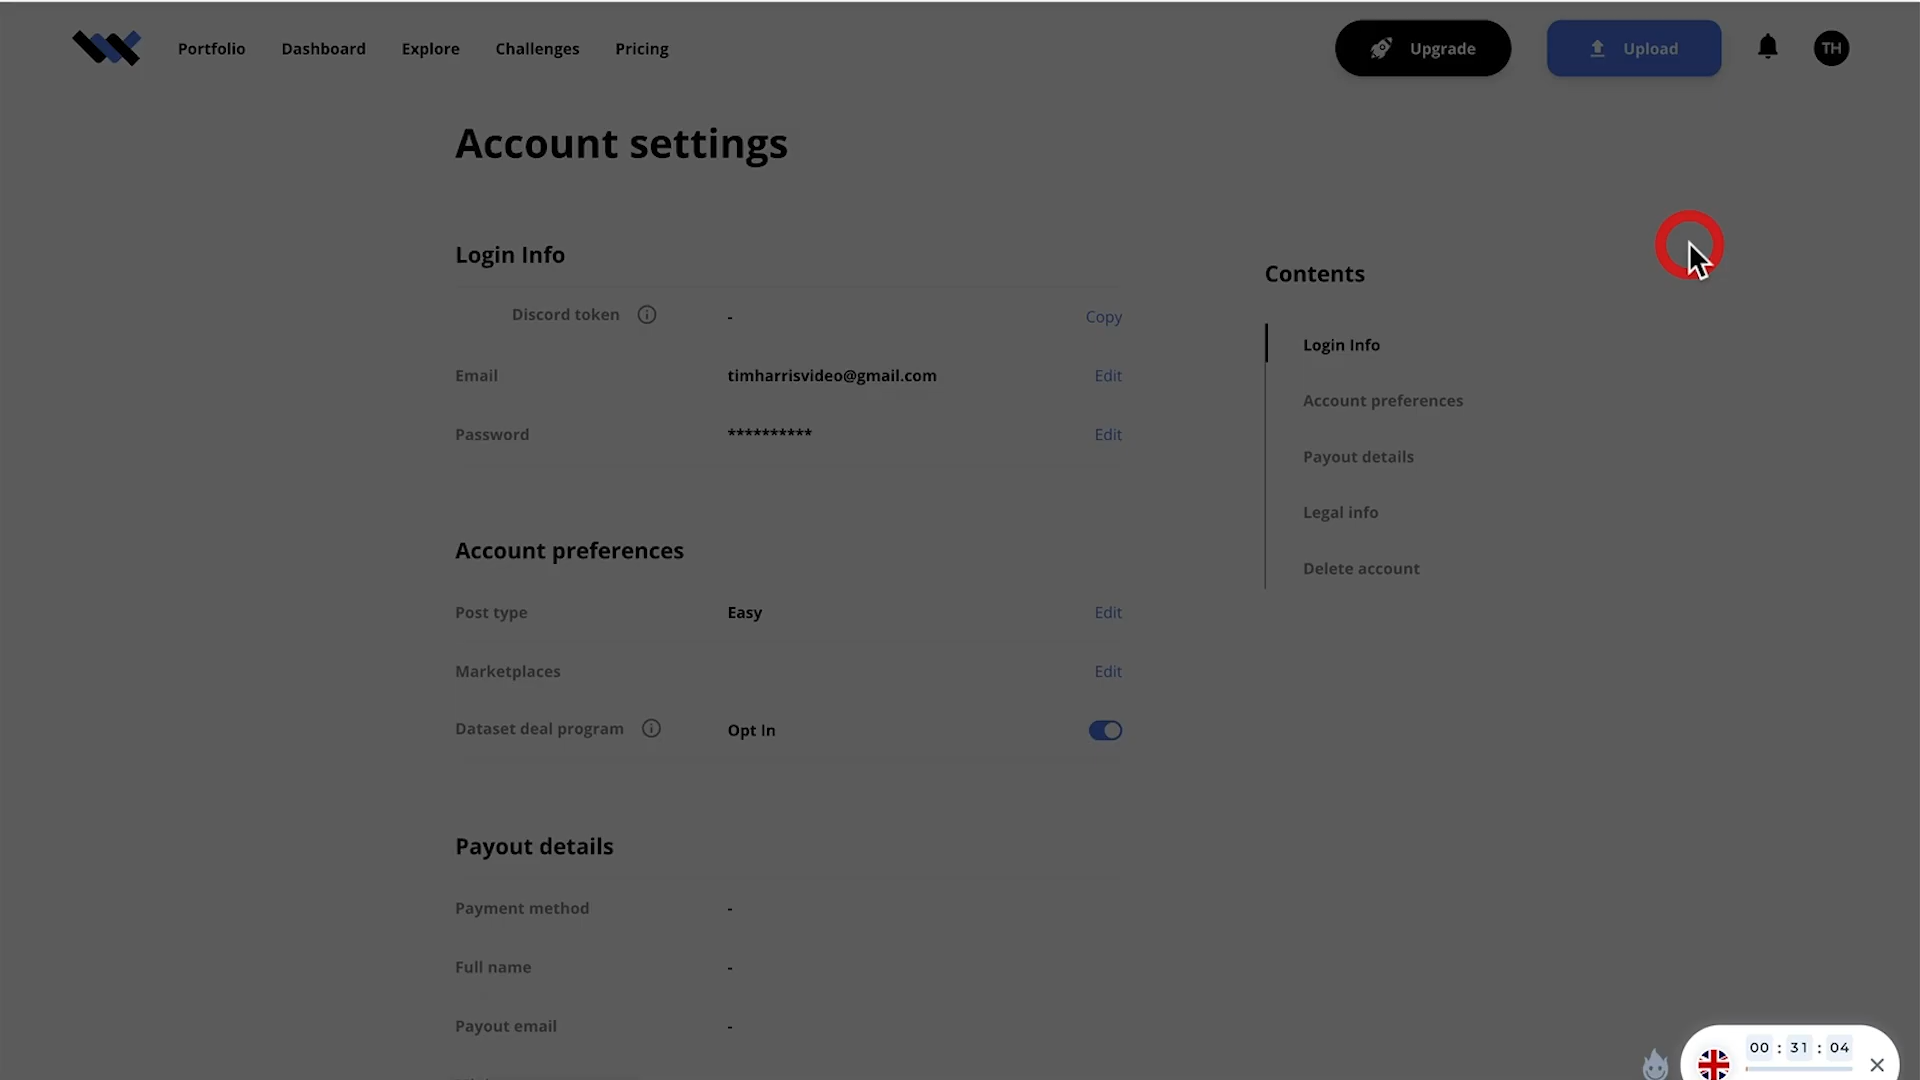 Portfolio Dashboard Explore Challenges Pricing Upgrade Upload TH
Account settings
Login Info
Discord token - Copy
Email timharrisvideo@gmail.com Edit
Password ********** Edit
Account preferences
Post type Easy Edit
Marketplaces Edit
Dataset deal program Opt In
Payout details
Payment method -
Full name -
Payout email -
Contents
Login Info
Account preferences
Payout details
Legal info
Delete account
00 : 31 : 04